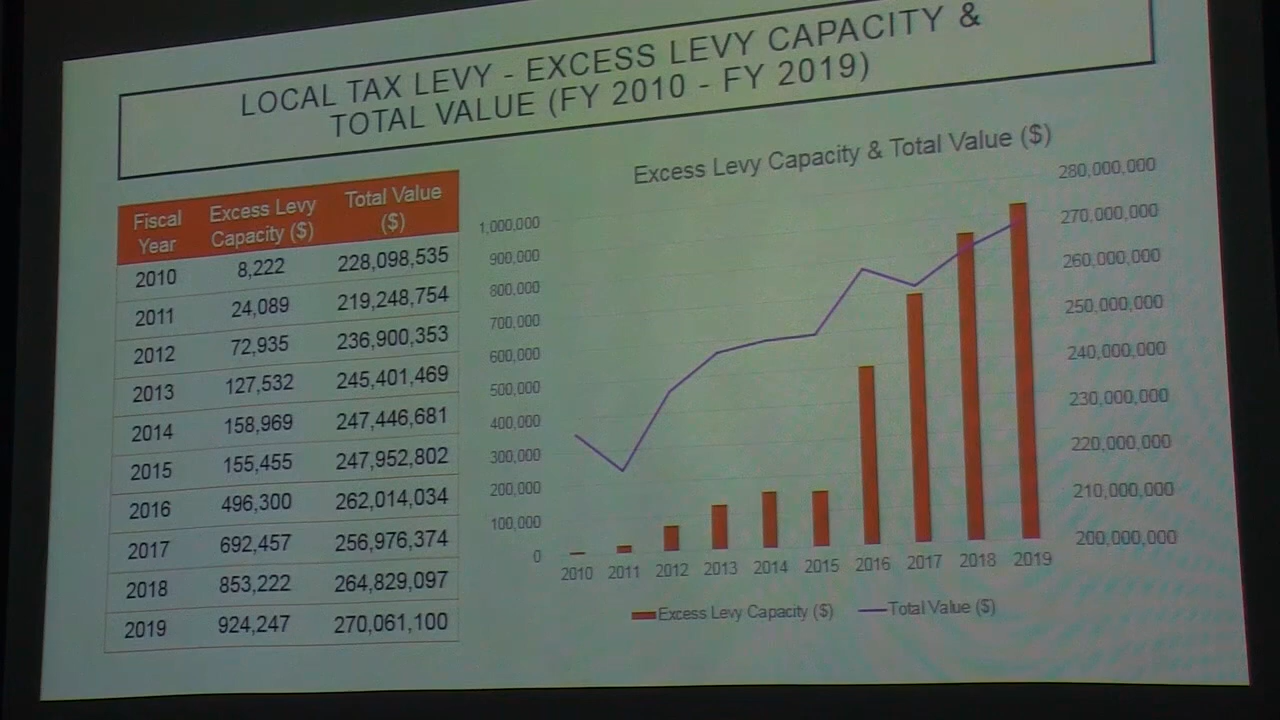 LOCAL TAX LEVY - EXCESS LEVY CAPACITY &
TOTAL VALUE (FY 2010 - FY 2019)
Fiscal Year Excess Levy Capacity ($) Total Value ($)
2010 8,222 228,098,535
2011 24,089 219,248,754
2012 72,935 236,900,353
2013 127,532 245,401,469
2014 158,969 247,446,681
2015 155,455 247,952,802
2016 496,300 262,014,034
2017 692,457 256,976,374
2018 853,222 264,829,097
2019 924,247 270,061,100
Excess Levy Capacity & Total Value ($)
1,000,000
900,000
800,000
700,000
600,000
500,000
400,000
300,000
200,000
100,000
0
280,000,000
270,000,000
260,000,000
250,000,000
240,000,000
230,000,000
220,000,000
210,000,000
200,000,000
2010 2011 2012 2013 2014 2015 2016 2017 2018 2019
Excess Levy Capacity ($) Total Value ($)